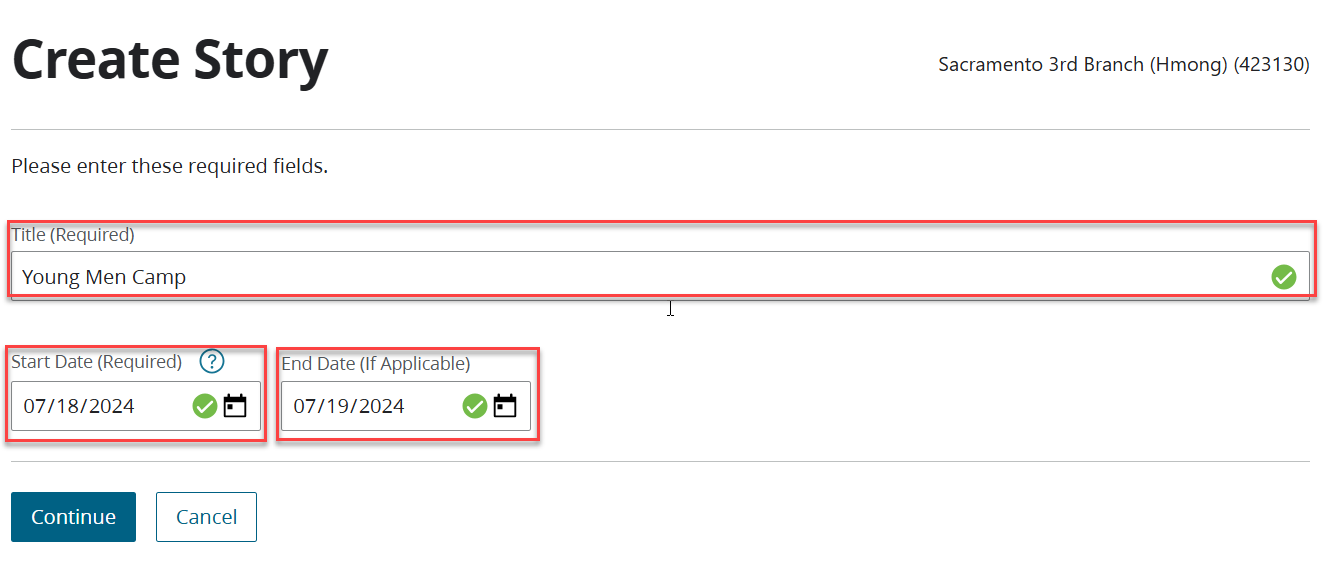 Create Story
Sacramento 3rd Branch (Hmong) (423130)
Please enter these required fields.
Title (Required)
Young Men Camp
Start Date (Required) ?
End Date (If Applicable)
07/18/2024
07/19/2024
Continue
Cancel